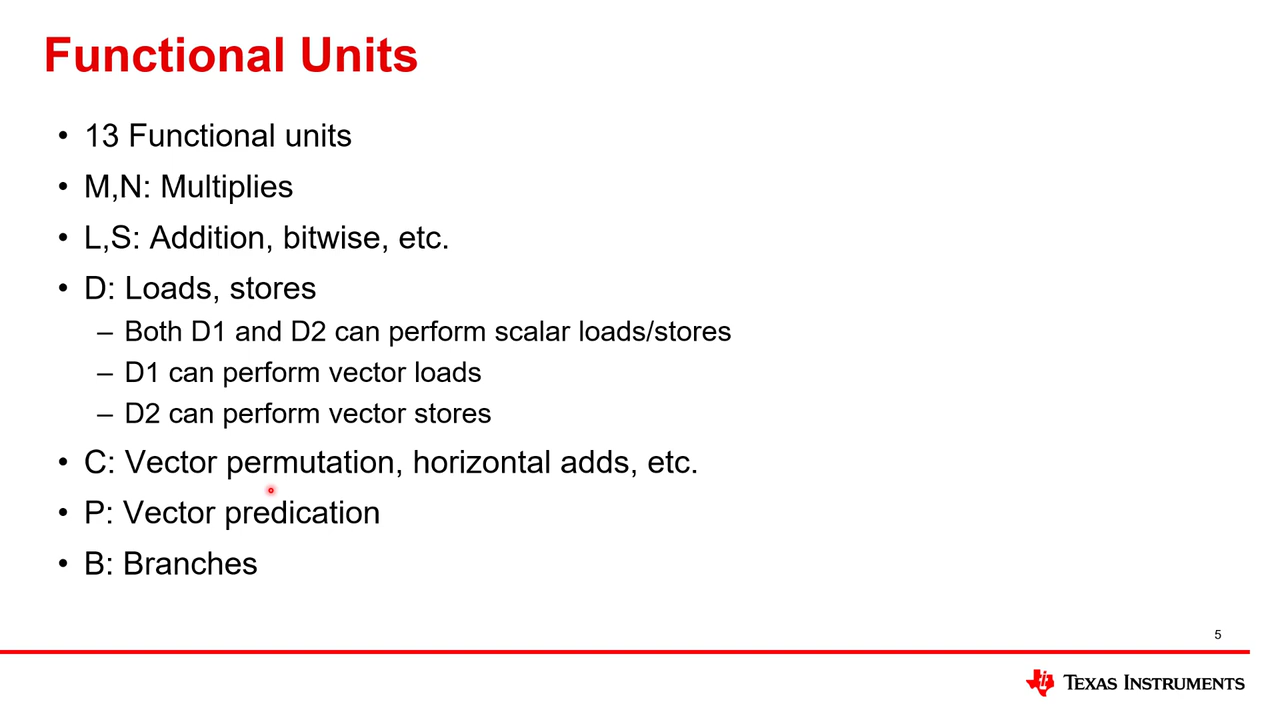 Functional Units
• 13 Functional units
• M,N: Multiplies
• L,S: Addition, bitwise, etc.
• D: Loads, stores
– Both D1 and D2 can perform scalar loads/stores
– D1 can perform vector loads
– D2 can perform vector stores
• C: Vector permutation, horizontal adds, etc.
• P: Vector predication
• B: Branches
5
TEXAS INSTRUMENTS